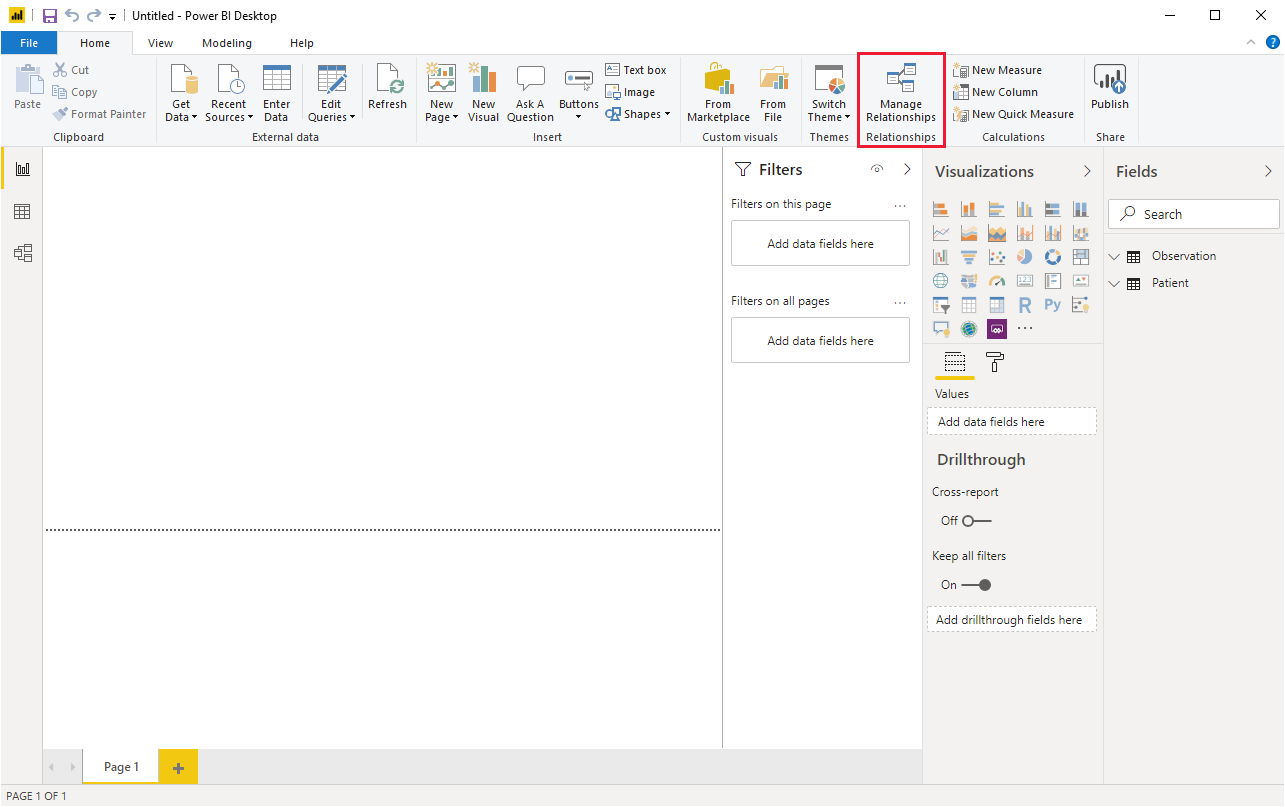 Untitled - Power BI Desktop
File Home View Modeling Help
Paste
Cut
Copy
Format Painter
Clipboard
Get Data
Recent Sources
Enter Data
Edit Queries
Refresh
External data
New Page
New Visual
Ask A Question
Buttons
Text box
Image
Shapes
Insert
From Marketplace
From File
Custom visuals
Switch Theme
Themes
Manage Relationships
Relationships
New Measure
New Column
New Quick Measure
Calculations
Publish
Share
Filters
Filters on this page
Add data fields here
Filters on all pages
Add data fields here
Visualizations
123
R Py
Values
Add data fields here
Drillthrough
Cross-report
Off
Keep all filters
On
Add drillthrough fields here
Fields
Search
Observation
Patient
Page 1
PAGE 1 OF 1